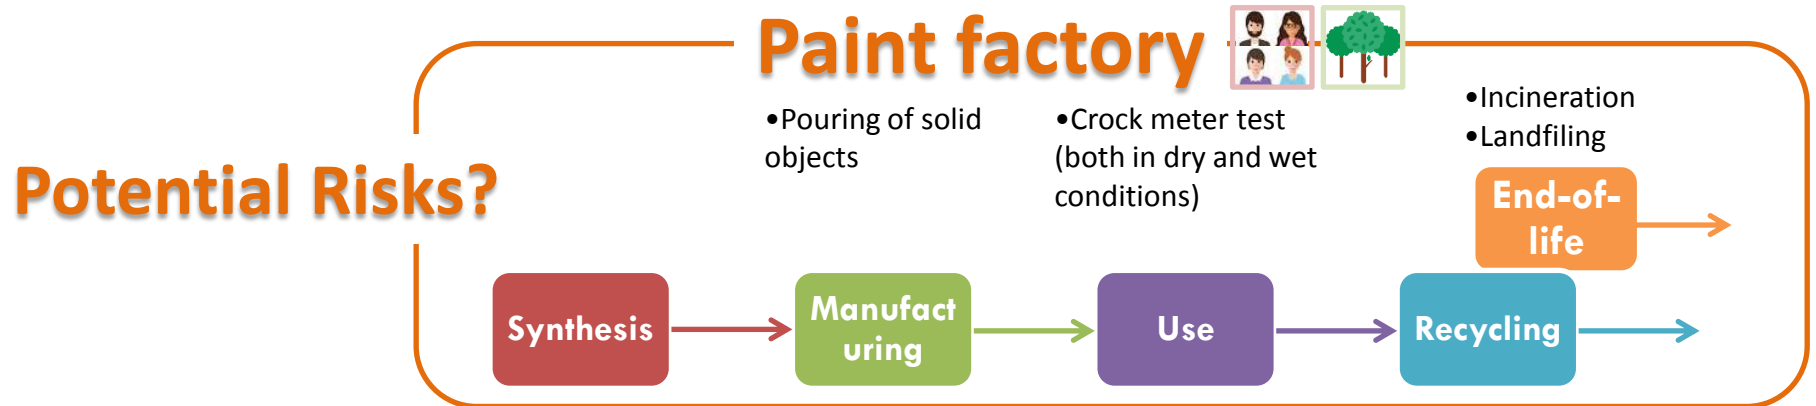 Paint factory
Potential Risks?
•Pouring of solid
objects
•Crock meter test
(both in dry and wet
conditions)
•Incineration
•Landfiling
End-of-
life
Synthesis
Manufact
uring
Use
Recycling